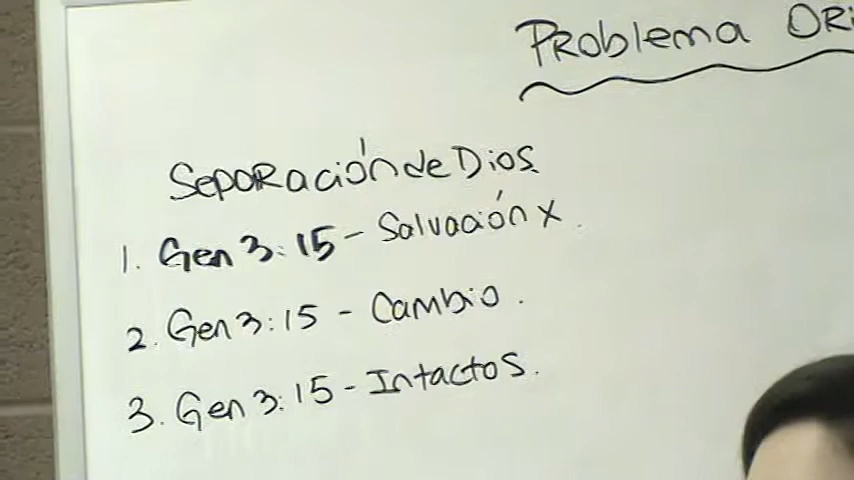 Problema ORi
Separación de Dios.
1. Gen 3:15 - Salvación x.
2. Gen 3:15 - Cambio.
3. Gen 3:15 - Intactos.